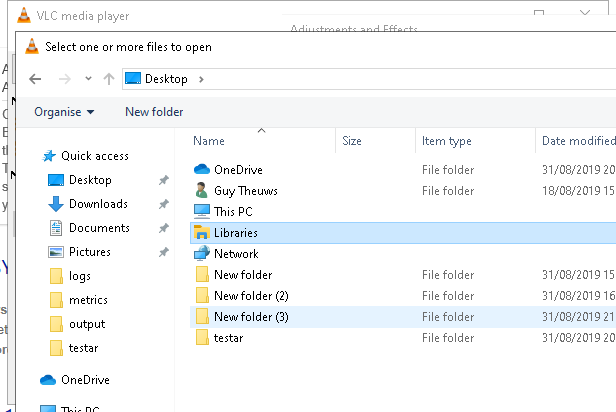 VLC media player
Adjustments and Effects
Select one or more files to open
Desktop
Organise New folder
Name Size Item type Date modified
Quick access
Desktop
Downloads
Documents
Pictures
logs
metrics
output
testar
OneDrive
This PC
OneDrive File folder 31/08/2019 20
Guy Theuws File folder 18/08/2019 15
This PC
Libraries
Network
New folder File folder 31/08/2019 15
New folder (2) File folder 31/08/2019 16
New folder (3) File folder 31/08/2019 21
testar File folder 31/08/2019 20